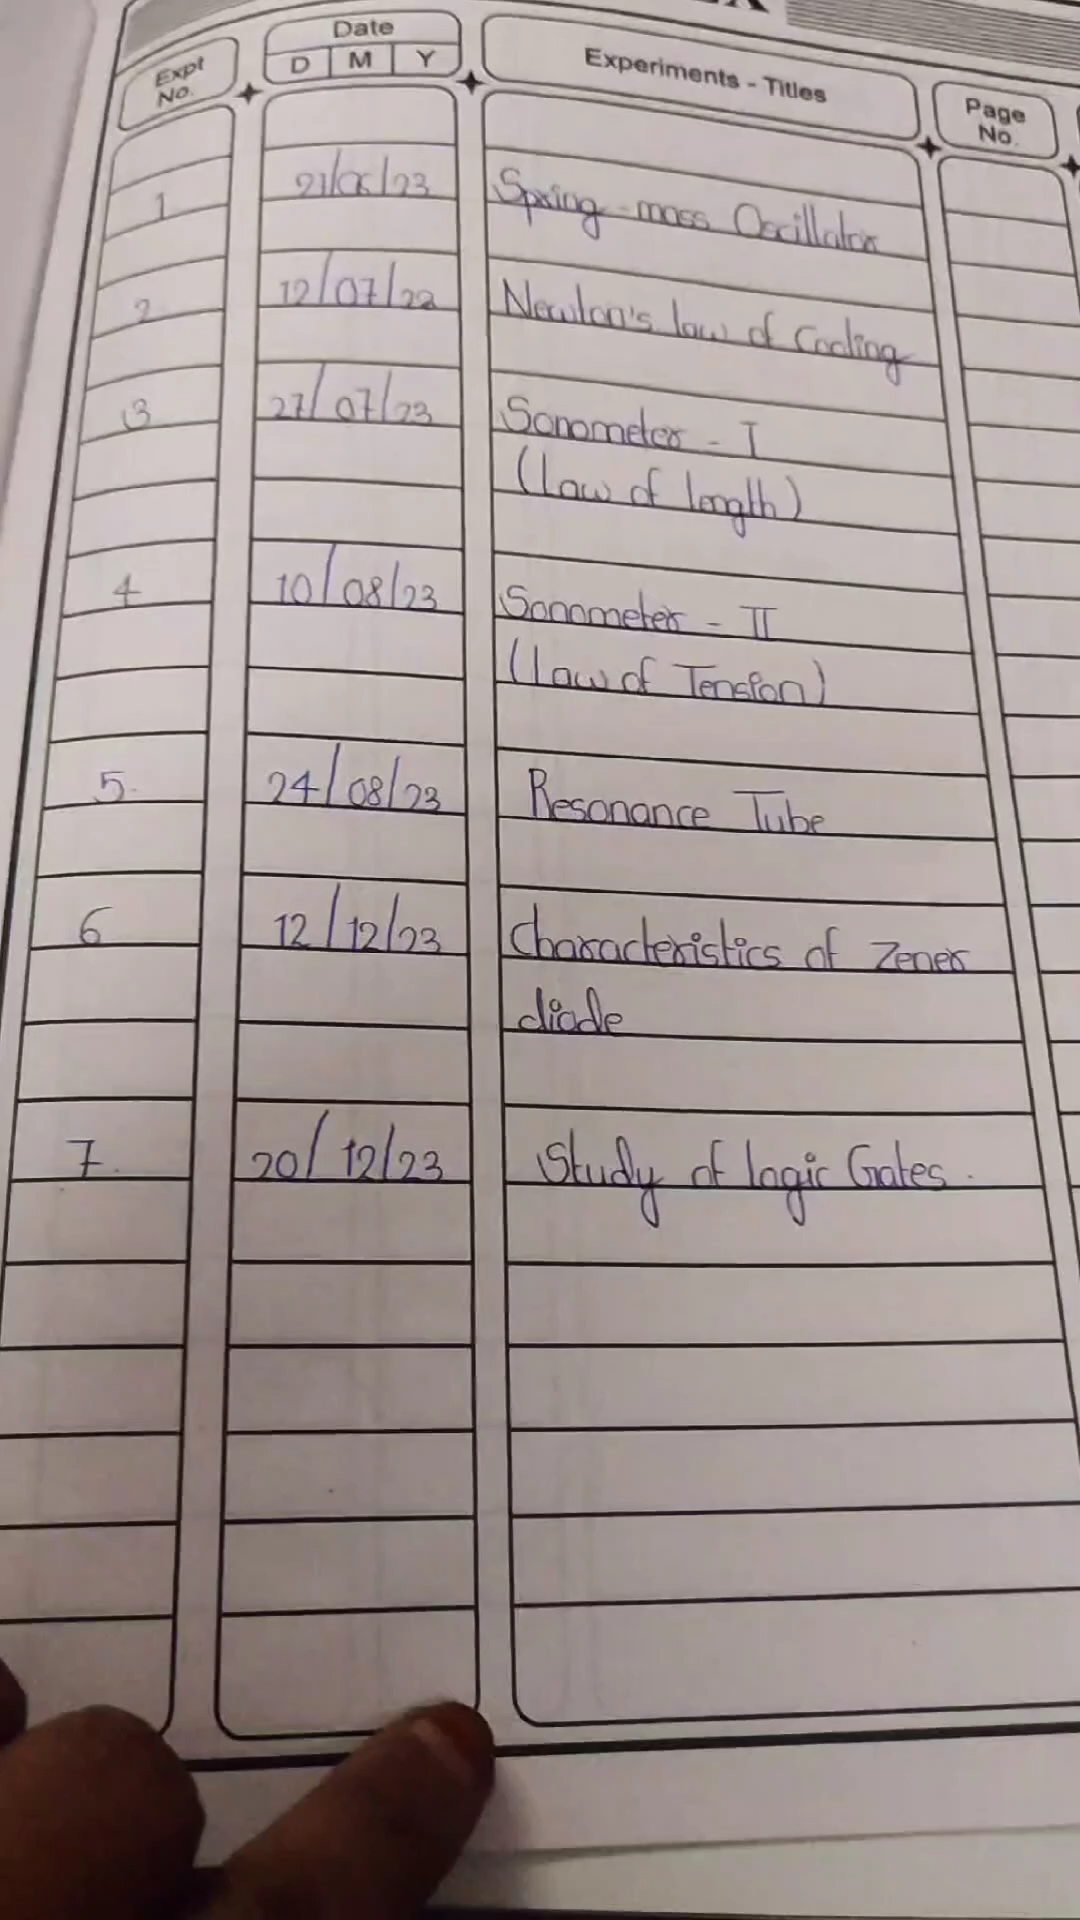 Date
Expt No.
D M Y
Experiments - Titles
Page No.
1 /23 Spring-mass Oscillator
2 12/07/22 Newton's law of Cooling
3 27/07/23 Sonometer - I
(Law of length)
4 10/08/23 Sonometer - II
(Law of Tension)
5. 24/08/23 Resonance Tube
6 12/12/23 Characteristics of Zener
diode
7. 20/12/23 Study of logic Gates.